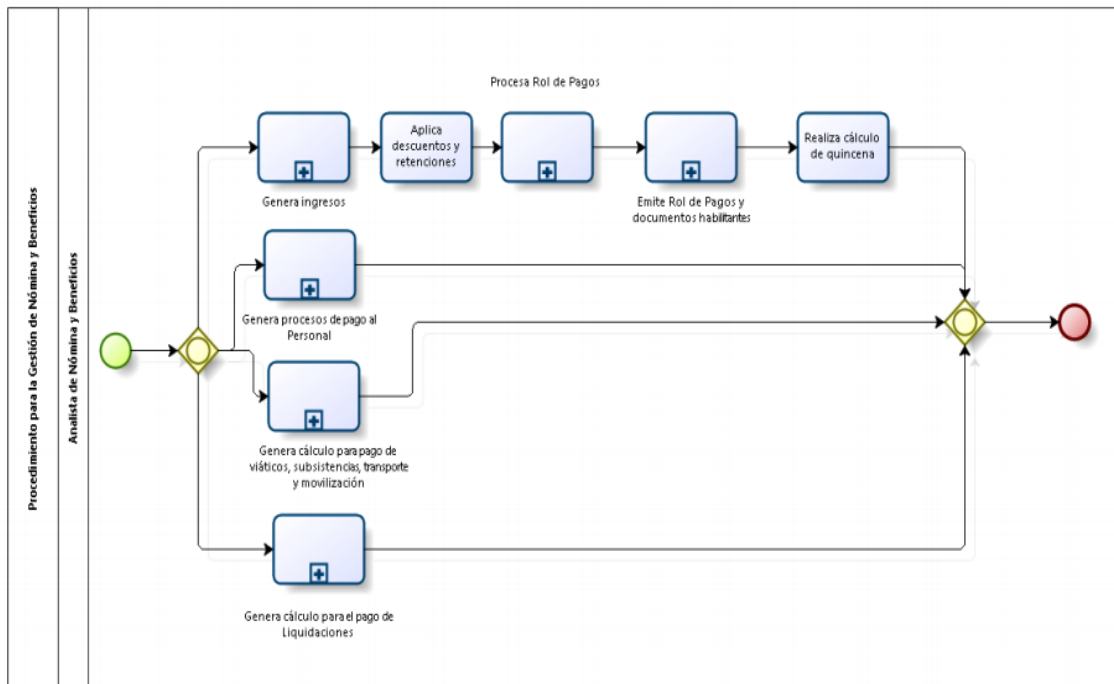 Procedimiento para la Gestión de Nómina y Beneficios
Analista de Nómina y Beneficios
Procesa Rol de Pagos
Aplica
descuentos y
retenciones
Realiza cálculo
de quincena
Genera ingresos
Emite Rol de Pagos y
documentos habilitantes
Genera procesos de pago al
Personal
Genera cálculo para pago de
viáticos, subsistencias, transporte
y movilización
Genera cálculo para el pago de
Liquidaciones